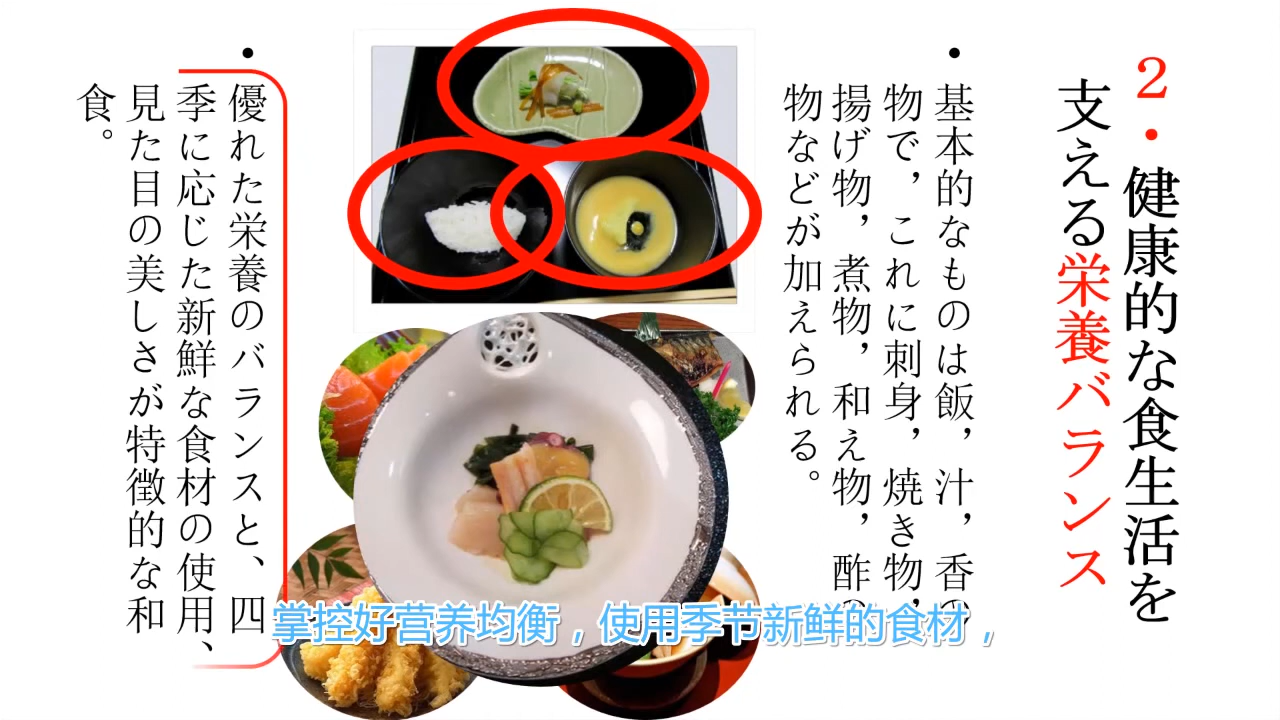 2・健康的な食生活を
支える栄養バランス
・基本的なものは飯，汁，香の
物で，これに刺身，焼き物，
揚げ物，煮物，和え物，酢の
物などが加えられる。
・優れた栄養のバランスと、四
季に応じた新鮮な食材の使用、
見た目の美しさが特徴的な和
食。
掌控好营养均衡，使用季节新鲜的食材，